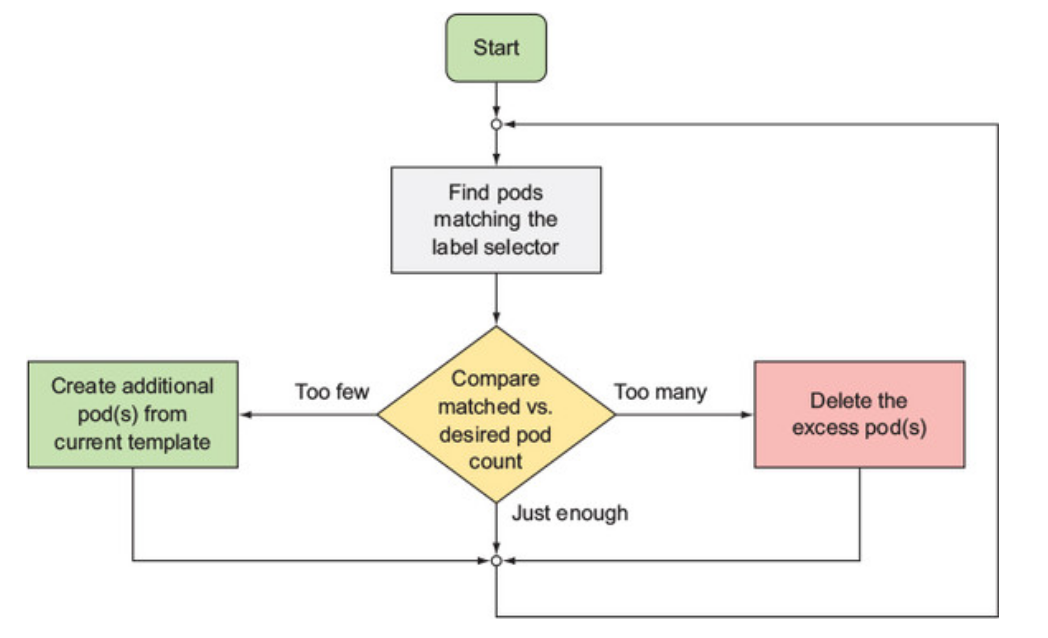 Start
Find pods
matching the
label selector
Compare
matched vs.
desired pod
count
Too few
Too many
Create additional
pod(s) from
current template
Delete the
excess pod(s)
Just enough